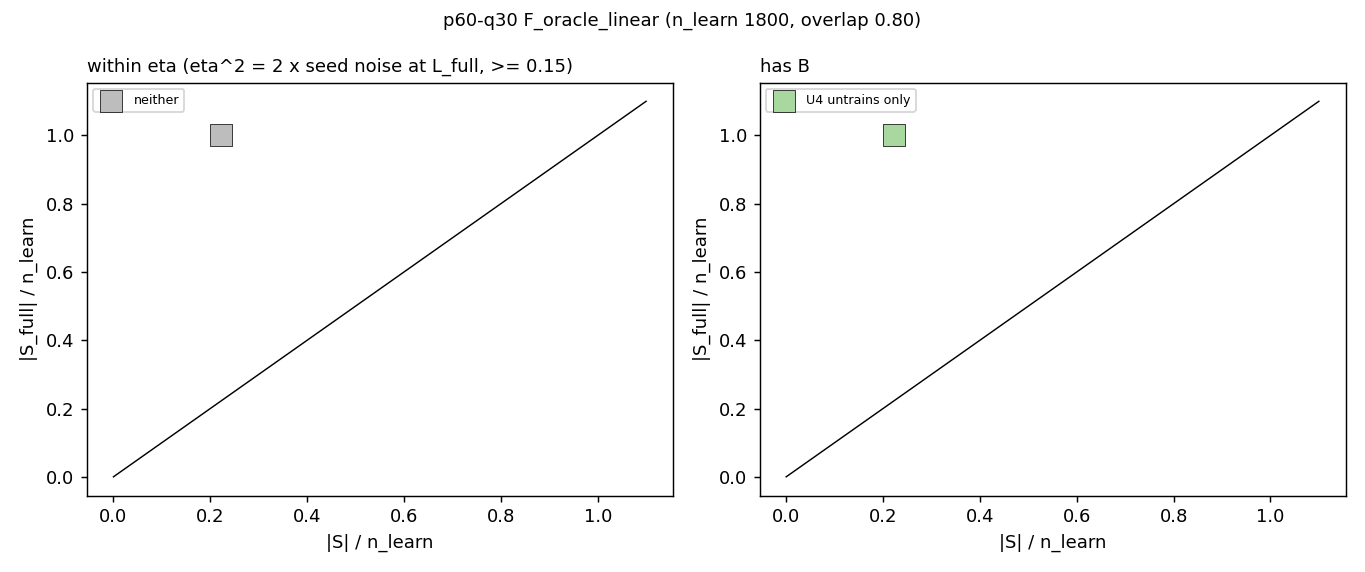 p60-q30 F_oracle_linear (n_learn 1800, overlap 0.80)
within eta (eta^2 = 2 x seed noise at L_full, >= 0.15)
neither
1.0
0.8
0.6
0.4
0.2
0.0
|S_full| / n_learn
0.0 0.2 0.4 0.6 0.8 1.0
|S| / n_learn
has B
U4 untrains only
1.0
0.8
0.6
0.4
0.2
0.0
|S_full| / n_learn
0.0 0.2 0.4 0.6 0.8 1.0
|S| / n_learn